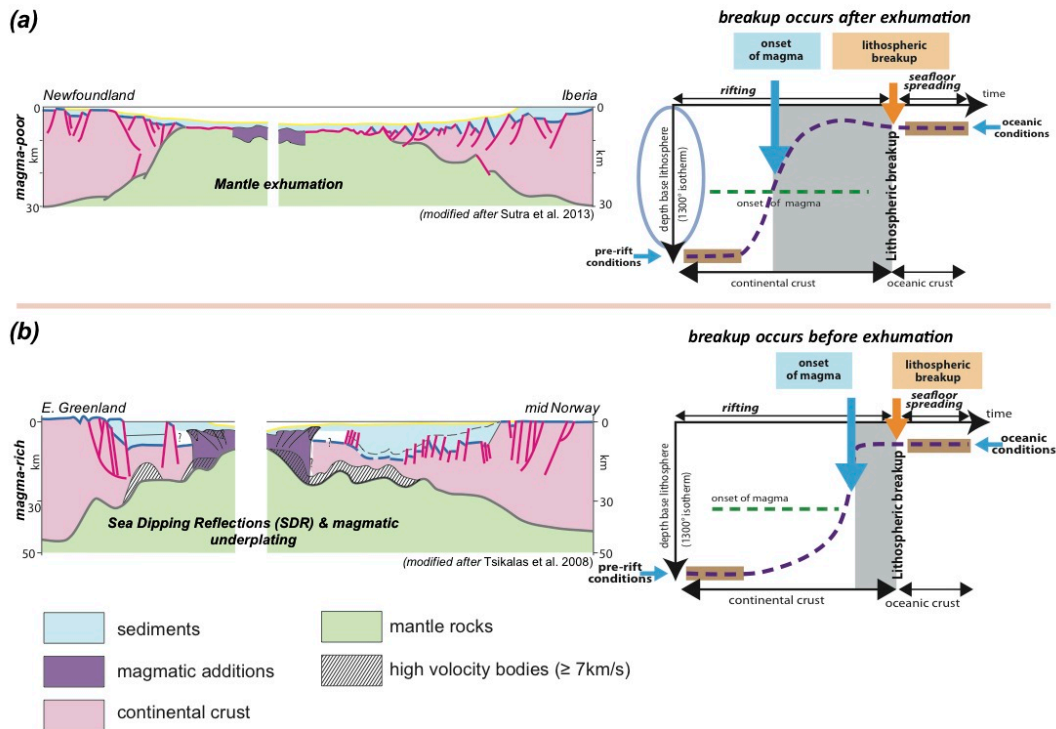 (a)
breakup occurs after exhumation
onset
of magma
lithospheric
breakup
Newfoundland
Iberia
magma-poor
0
km
30
0
km
30
Mantle exhumation
(modified after Sutra et al. 2013)
rifting
seafloor
spreading
time
depth base lithosphere
(1300° isotherm)
onset of magma
Lithospheric breakup
oceanic
conditions
pre-rift
conditions
continental crust
oceanic crust
(b)
breakup occurs before exhumation
onset
of magma
lithospheric
breakup
E. Greenland
mid Norway
magma-rich
0
km
30
50
?
?
0
km
30
50
Sea Dipping Reflections (SDR) & magmatic
underplating
(modified after Tsikalas et al. 2008)
rifting
seafloor
spreading
time
depth base lithosphere
(1300° isotherm)
onset of magma
Lithospheric breakup
oceanic
conditions
pre-rift
conditions
continental crust
oceanic crust
sediments
mantle rocks
magmatic additions
high volocity bodies (≥ 7km/s)
continental crust